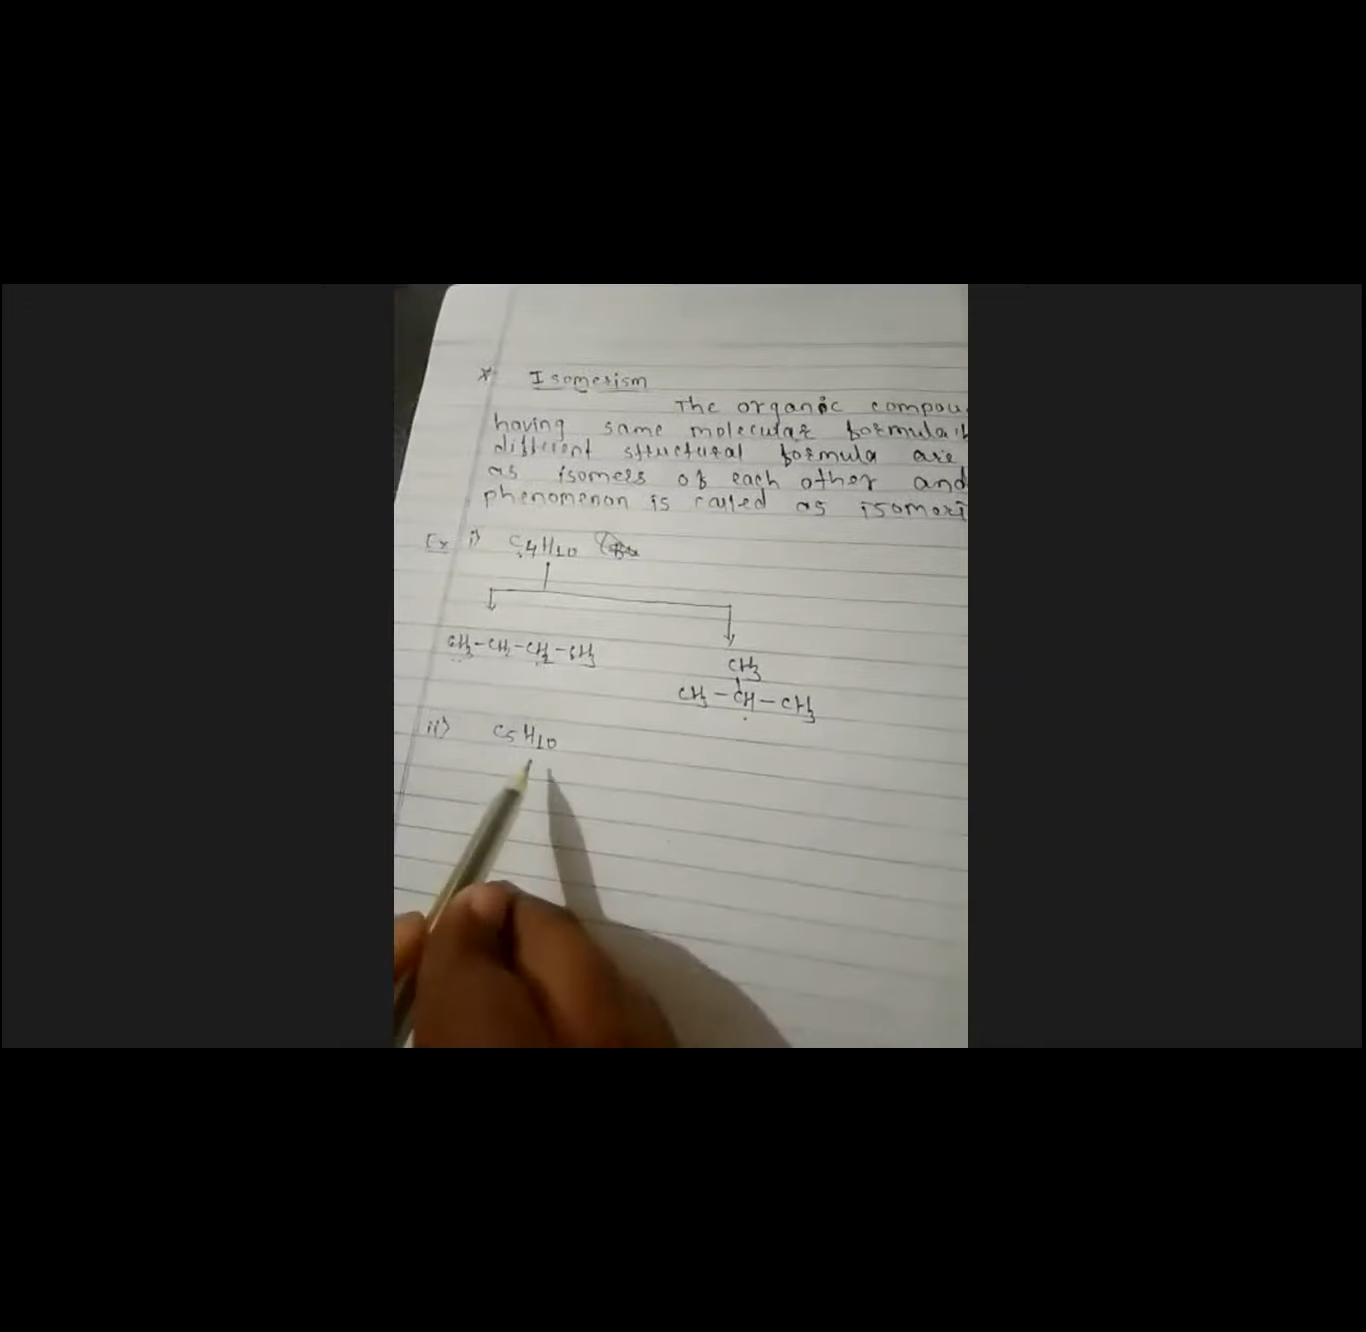 * Isomerism
The organic compou
having same molecular formula
different structural formula are
as isomers of each other and
phenomenon is called as isomeri
Ex i) C4H10
CH3-CH2-CH2-CH3
CH3
CH3-CH-CH3
ii) C5H10